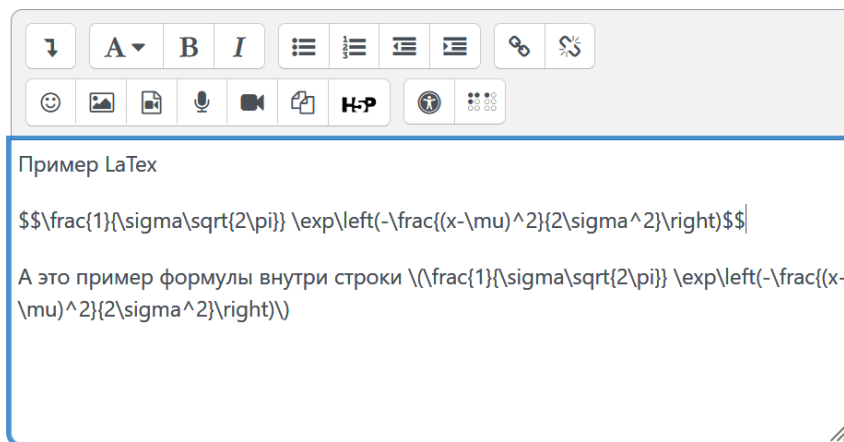 A B I
H5P
Пример LaTex
$$\frac{1}{\sigma\sqrt{2\pi}} \exp\left(-\frac{(x-\mu)^2}{2\sigma^2}\right)$$
А это пример формулы внутри строки \(\frac{1}{\sigma\sqrt{2\pi}} \exp\left(-\frac{(x-
\mu)^2}{2\sigma^2}\right)\)